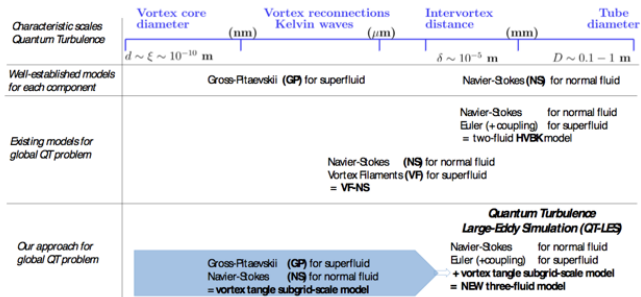 Characteristic scales
Quantum Turbulence
Vortex core
diameter
(nm)
Vortex reconnections
Kelvin waves
(μm)
Intervortex
distance
(mm)
Tube
diameter
d ∼ ξ ∼ 10⁻¹⁰ m
δ ∼ 10⁻⁵ m
D ∼ 0.1 − 1 m
Well-established models
for each component
Gross-Pitaevskii (GP) for superfluid
Navier-Stokes (NS) for normal fluid
Existing models for
global QT problem
Navier-Stokes for normal fluid
Euler (+coupling) for superfluid
= two-fluid HVBK model
Navier-Stokes (NS) for normal fluid
Vortex Filaments (VF) for superfluid
= VF-NS
Our approach for
global QT problem
Gross-Pitaevskii (GP) for superfluid
Navier-Stokes (NS) for normal fluid
= vortex tangle subgrid-scale model
Quantum Turbulence
Large-Eddy Simulation (QT-LES)
Navier-Stokes for normal fluid
Euler (+coupling) for superfluid
+ vortex tangle subgrid-scale model
= NEW three-fluid model